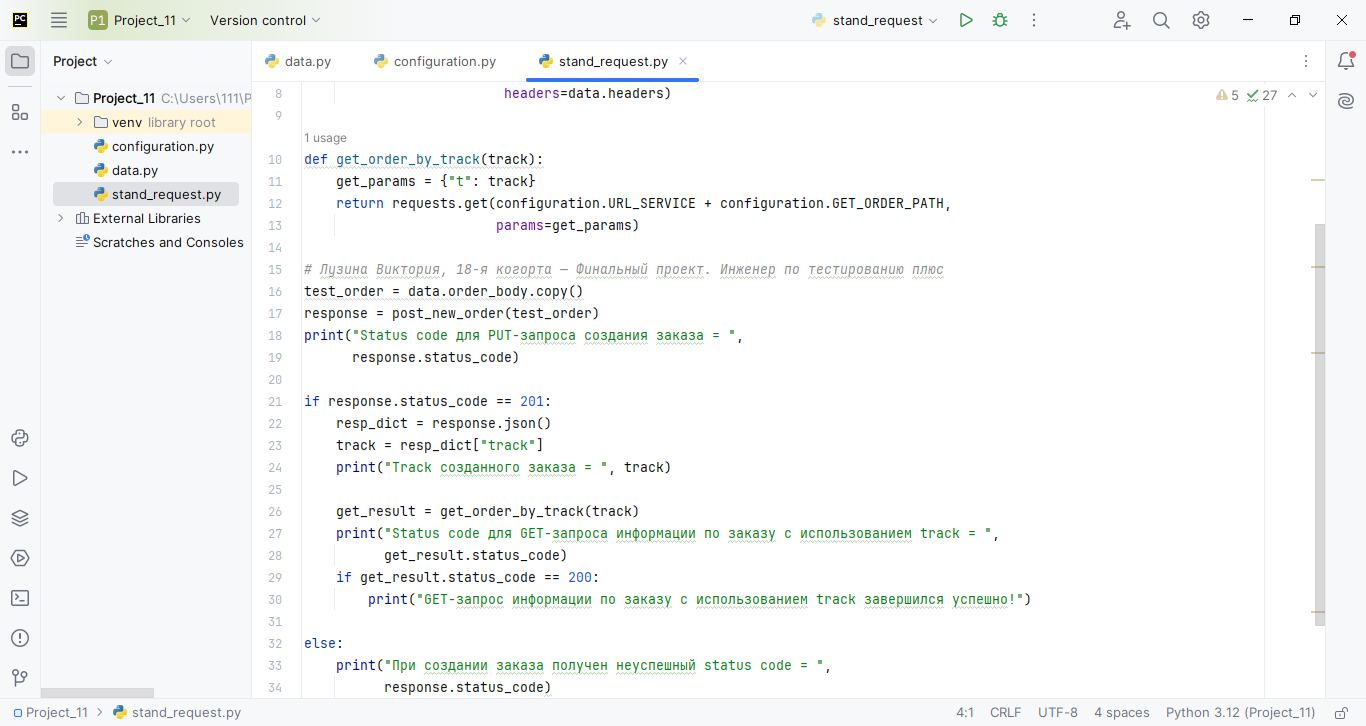 PC
P1 Project_11
Version control
stand_request
Project
data.py
configuration.py
stand_request.py
Project_11 C:\Users\111\P
venv library root
configuration.py
data.py
stand_request.py
External Libraries
Scratches and Consoles
5 27
8 headers=data.headers)
9
1 usage
10 def get_order_by_track(track):
11 get_params = {"t": track}
12 return requests.get(configuration.URL_SERVICE + configuration.GET_ORDER_PATH,
13 params=get_params)
14
15 # Лузина Виктория, 18-я когорта — Финальный проект. Инженер по тестированию плюс
16 test_order = data.order_body.copy()
17 response = post_new_order(test_order)
18 print("Status code для PUT-запроса создания заказа = ",
19 response.status_code)
20
21 if response.status_code == 201:
22 resp_dict = response.json()
23 track = resp_dict["track"]
24 print("Track созданного заказа = ", track)
25
26 get_result = get_order_by_track(track)
27 print("Status code для GET-запроса информации по заказу с использованием track = ",
28 get_result.status_code)
29 if get_result.status_code == 200:
30 print("GET-запрос информации по заказу с использованием track завершился успешно!")
31
32 else:
33 print("При создании заказа получен неуспешный status code = ",
34 response.status_code)
Project_11 > stand_request.py
4:1 CRLF UTF-8 4 spaces Python 3.12 (Project_11)